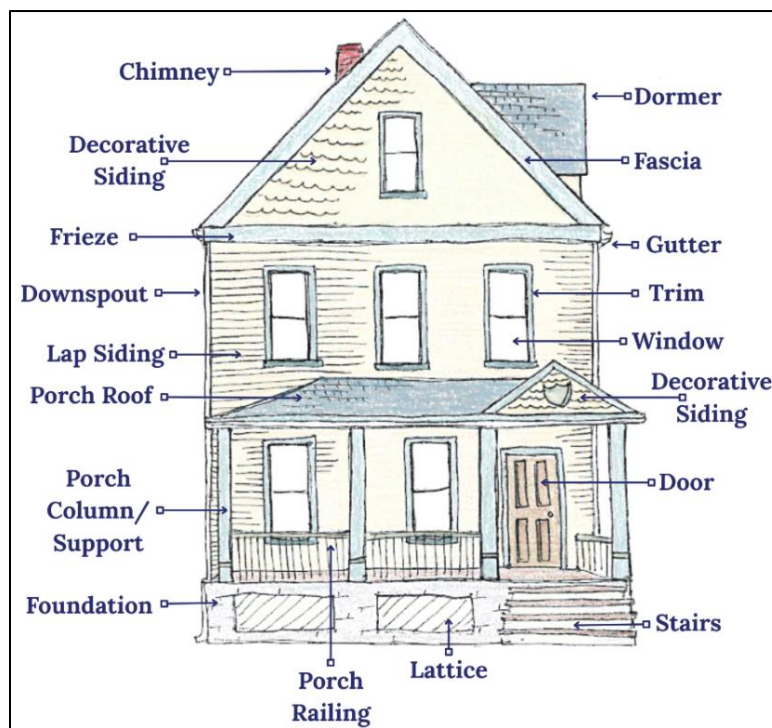 Chimney
Dormer
Decorative
Siding
Fascia
Frieze
Gutter
Downspout
Trim
Lap Siding
Window
Porch Roof
Decorative
Siding
Porch
Column/
Support
Door
Foundation
Stairs
Lattice
Porch
Railing